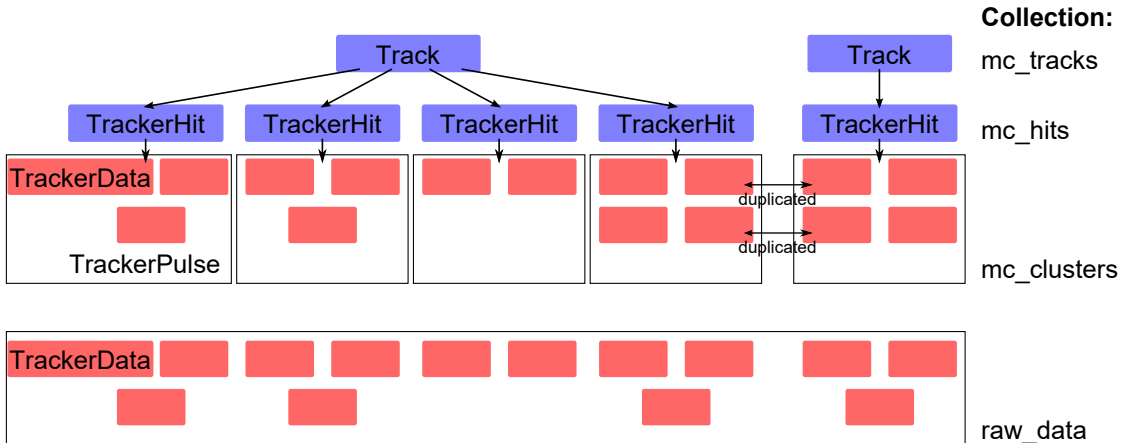 Collection:
Track Track mc_tracks
TrackerHit TrackerHit TrackerHit TrackerHit TrackerHit mc_hits
TrackerData
duplicated
duplicated
TrackerPulse mc_clusters
TrackerData
raw_data